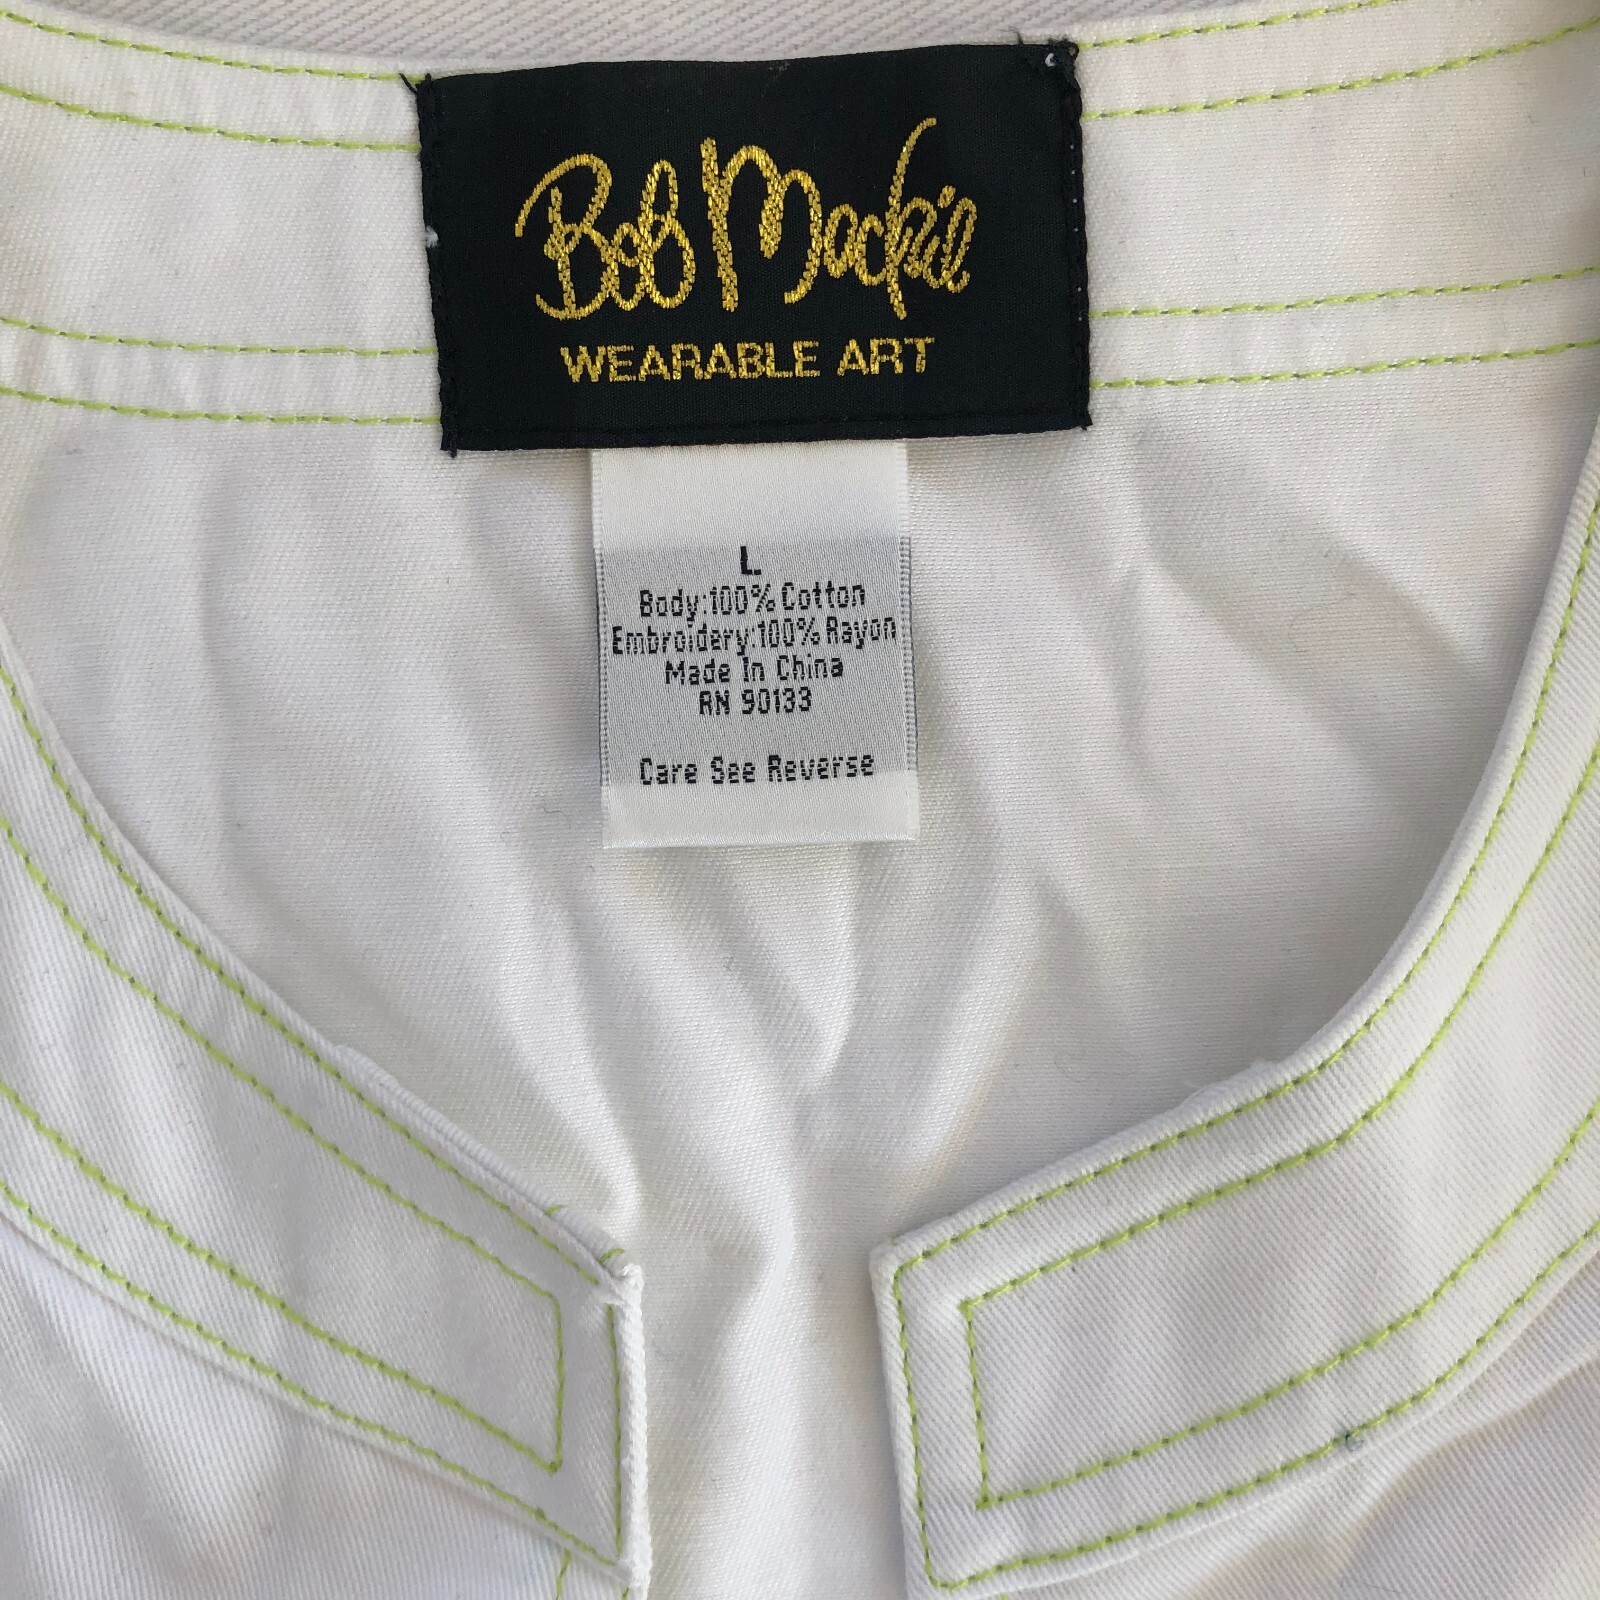 Bob Mackie
WEARABLE ART
L
Body:100% Cotton
Embroidery:100% Rayon
Made In China
RN 90133
Care See Reverse